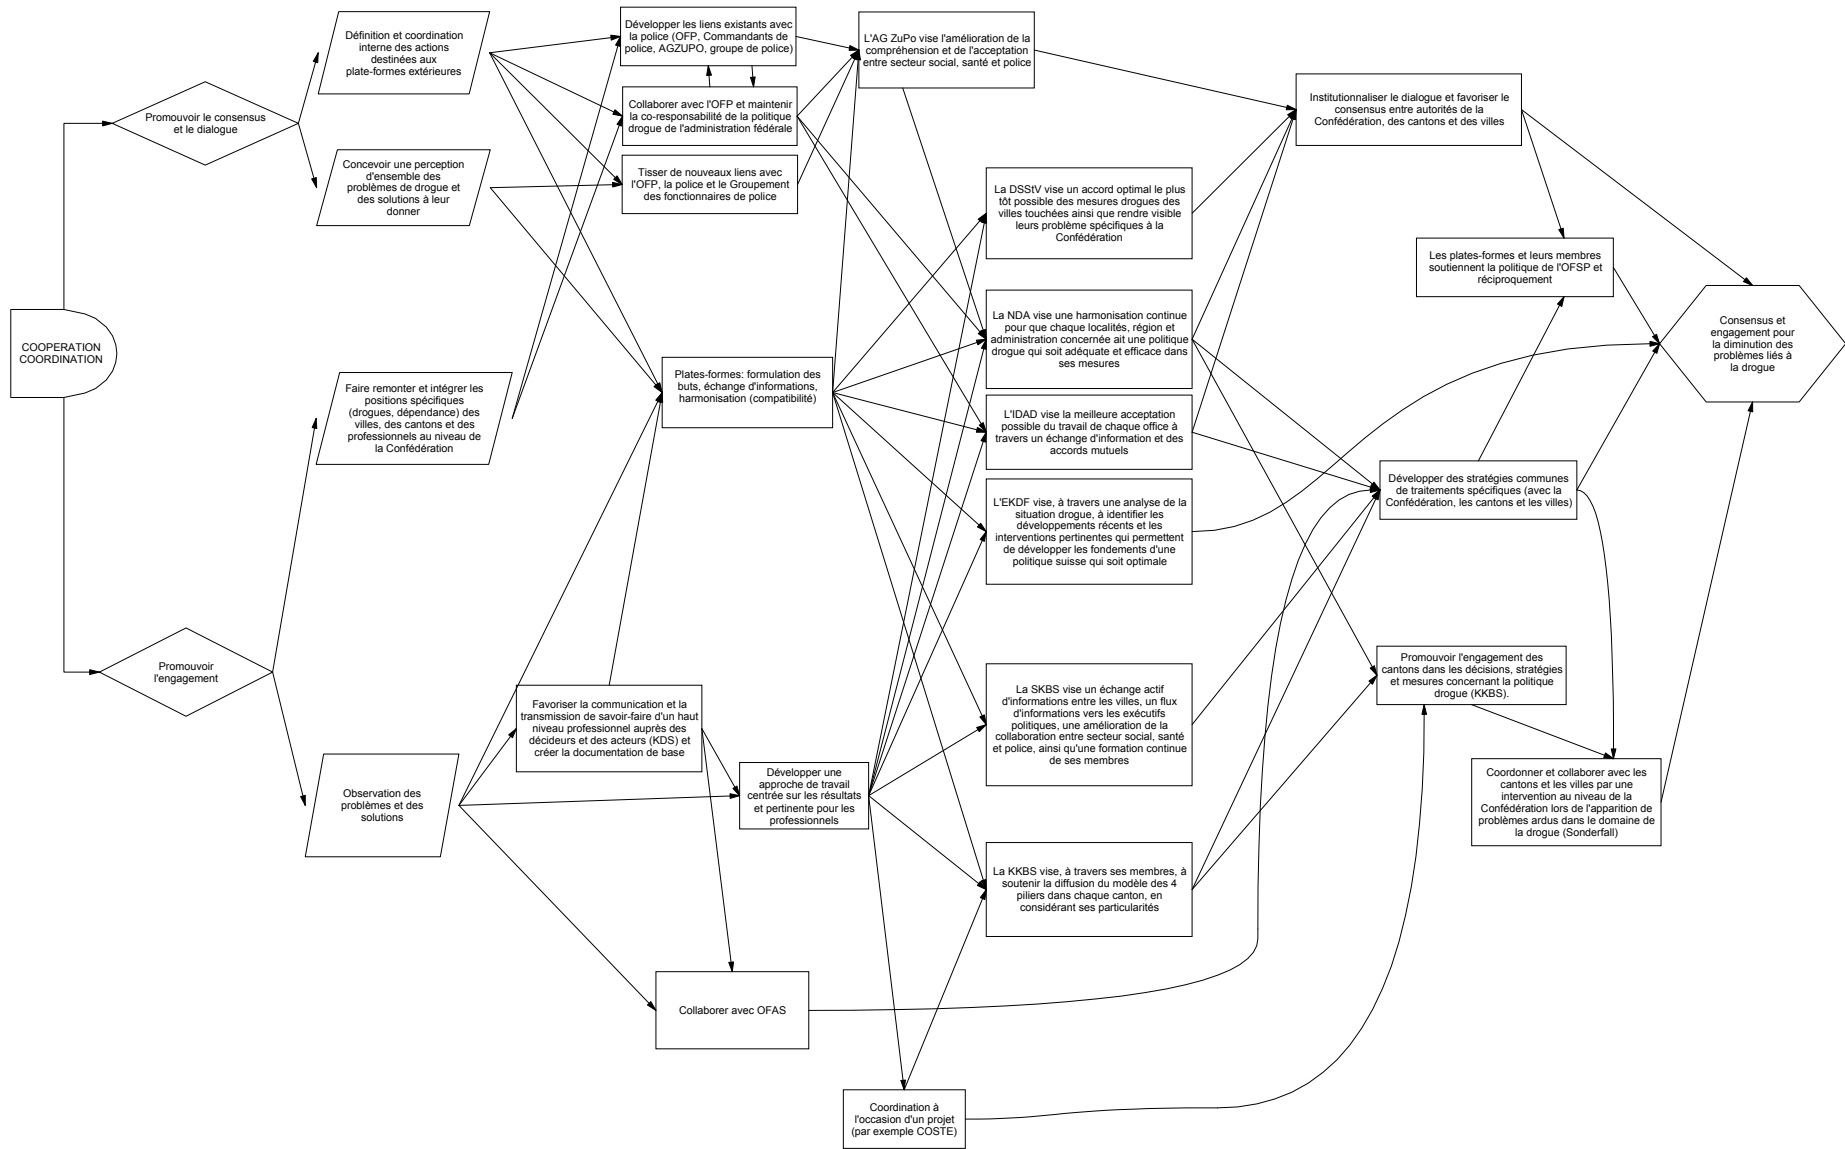 COOPERATION
COORDINATION
Promouvoir le consensus
et le dialogue
Promouvoir
l'engagement
Définition et coordination
interne des actions
destinées aux
plate-formes extérieures
Concevoir une perception
d'ensemble des
problèmes de drogue et
des solutions à leur
donner
Faire remonter et intégrer les
positions spécifiques
(drogues, dépendance) des
villes, des cantons et des
professionnels au niveau de
la Confédération
Observation des
problèmes et des
solutions
Développer les liens existants avec
la police (OFP, Commandants de
police, AGZUPO, groupe de police)
Collaborer avec l'OFP et maintenir
la co-responsabilité de la politique
drogue de l'administration fédérale
Tisser de nouveaux liens avec
l'OFP, la police et le Groupement
des fonctionnaires de police
Plates-formes: formulation des
buts, échange d'informations,
harmonisation (compatibilité)
Favoriser la communication et la
transmission de savoir-faire d'un haut
niveau professionnel auprès des
décideurs et des acteurs (KDS) et
créer la documentation de base
Développer une
approche de travail
centrée sur les résultats
et pertinente pour les
professionnels
Collaborer avec OFAS
Coordination à
l'occasion d'un projet
(par exemple COSTE)
L'AG ZuPo vise l'amélioration de la
compréhension et de l'acceptation
entre secteur social, santé et police
La DSStV vise un accord optimal le plus
tôt possible des mesures drogues des
villes touchées ainsi que rendre visible
leurs problème spécifiques à la
Confédération
La NDA vise une harmonisation continue
pour que chaque localités, région et
administration concernée ait une politique
drogue qui soit adéquate et efficace dans
ses mesures
L'IDAD vise la meilleure acceptation
possible du travail de chaque office à
travers un échange d'information et des
accords mutuels
L'EKDF vise, à travers une analyse de la
situation drogue, à identifier les
développements récents et les
interventions pertinentes qui permettent
de développer les fondements d'une
politique suisse qui soit optimale
La SKBS vise un échange actif
d'informations entre les villes, un flux
d'informations vers les exécutifs
politiques, une amélioration de la
collaboration entre secteur social, santé
et police, ainsi qu'une formation continue
de ses membres
La KKBS vise, à travers ses membres, à
soutenir la diffusion du modèle des 4
piliers dans chaque canton, en
considérant ses particularités
Institutionnaliser le dialogue et favoriser le
consensus entre autorités de la
Confédération, des cantons et des villes
Les plates-formes et leurs membres
soutiennent la politique de l'OFSP et
réciproquement
Développer des stratégies communes
de traitements spécifiques (avec la
Confédération, les cantons et les villes)
Promouvoir l'engagement des
cantons dans les décisions, stratégies
et mesures concernant la politique
drogue (KKBS).
Coordonner et collaborer avec les
cantons et les villes par une
intervention au niveau de la
Confédération lors de l'apparition de
problèmes ardus dans le domaine de
la drogue (Sonderfall)
Consensus et
engagement pour
la diminution des
problèmes liés à
la drogue